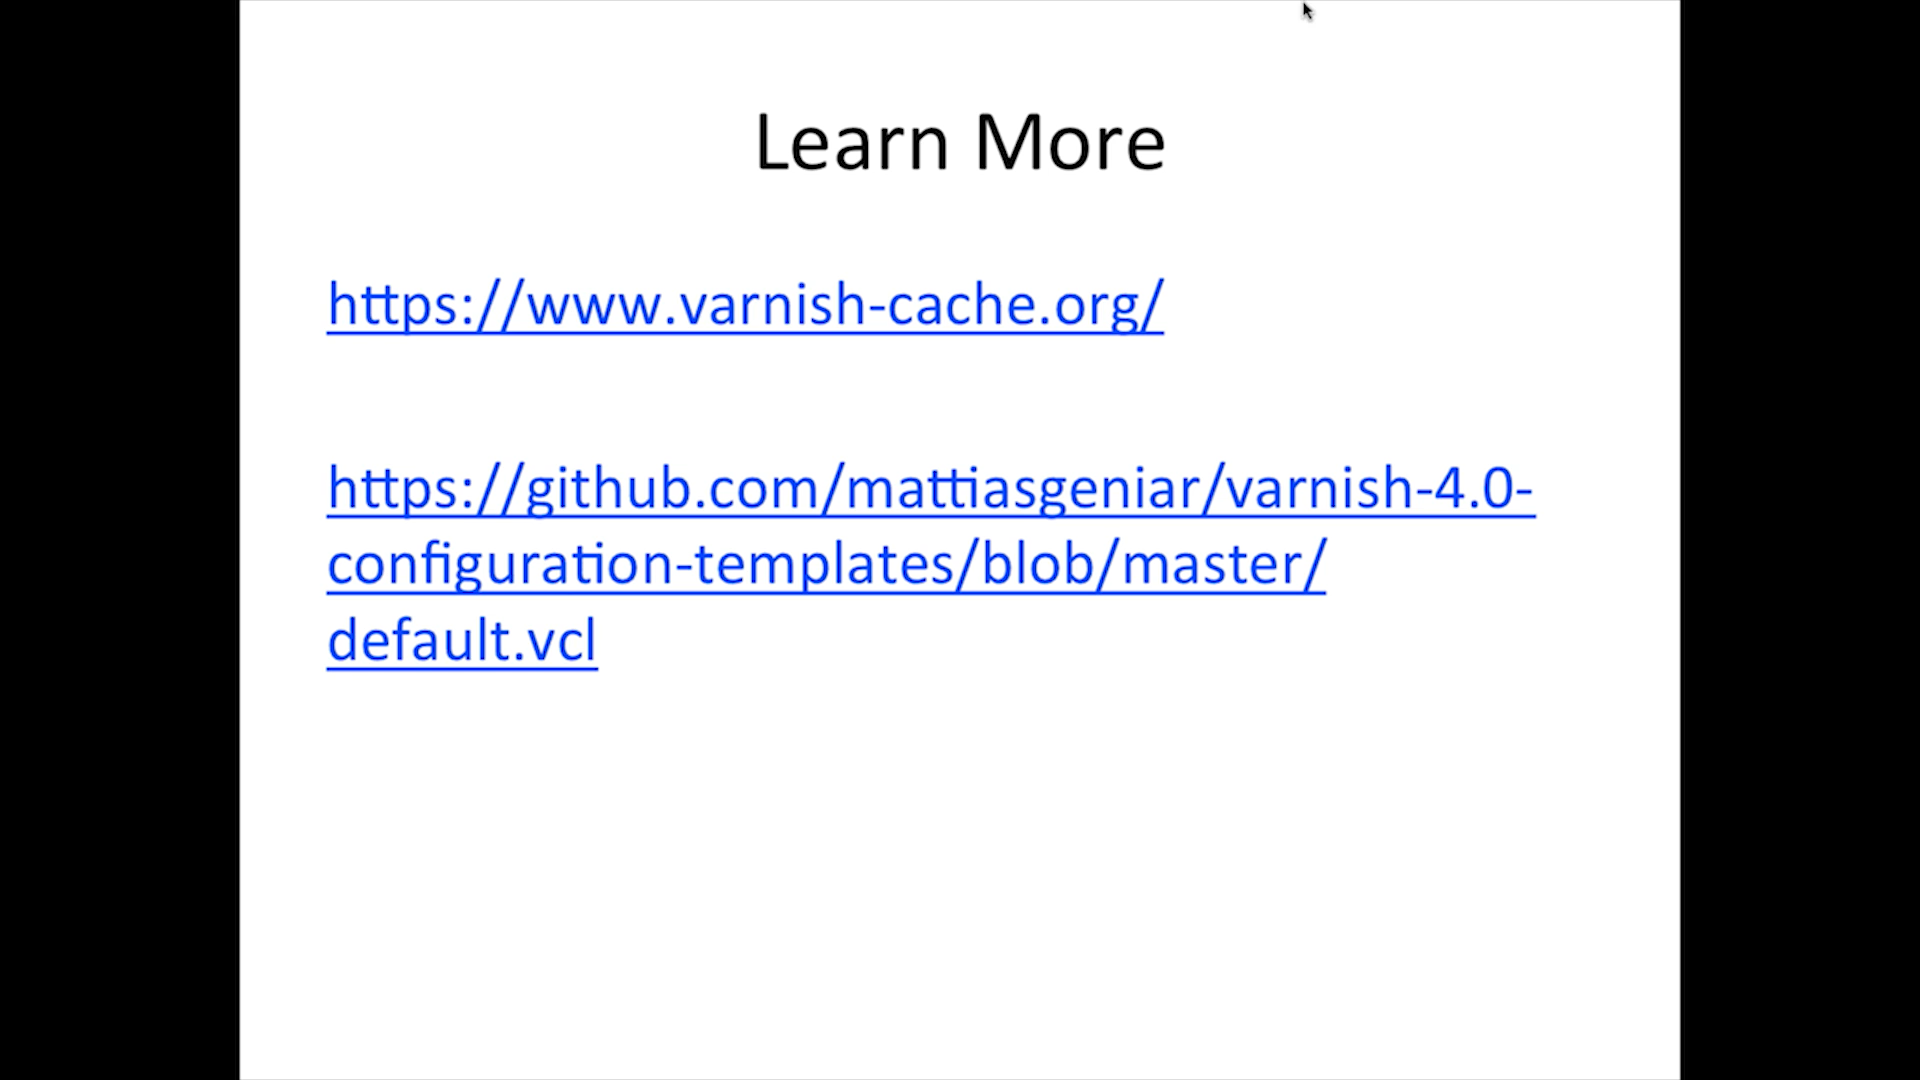 Learn More
https://www.varnish-cache.org/
https://github.com/mattiasgeniar/varnish-4.0-
configuration-templates/blob/master/
default.vcl